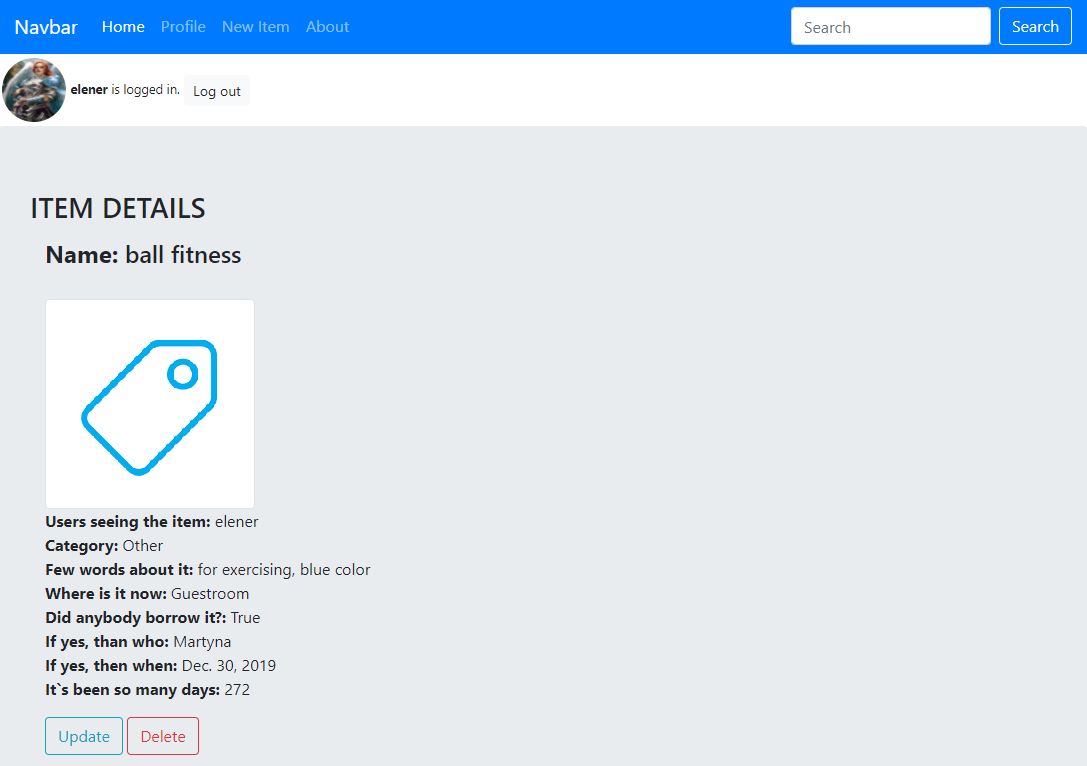 Navbar Home Profile New Item About Search Search
elener is logged in. Log out
ITEM DETAILS
Name: ball fitness
Users seeing the item: elener
Category: Other
Few words about it: for exercising, blue color
Where is it now: Guestroom
Did anybody borrow it?: True
If yes, than who: Martyna
If yes, then when: Dec. 30, 2019
It`s been so many days: 272
Update Delete